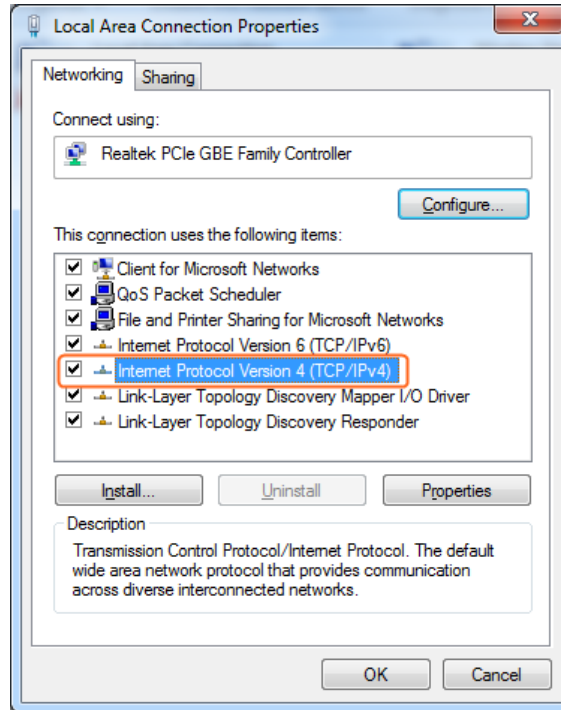 Local Area Connection Properties
Networking Sharing
Connect using:
Realtek PCIe GBE Family Controller
Configure...
This connection uses the following items:
Client for Microsoft Networks
QoS Packet Scheduler
File and Printer Sharing for Microsoft Networks
Internet Protocol Version 6 (TCP/IPv6)
Internet Protocol Version 4 (TCP/IPv4)
Link-Layer Topology Discovery Mapper I/O Driver
Link-Layer Topology Discovery Responder
Install... Uninstall Properties
Description
Transmission Control Protocol/Internet Protocol. The default
wide area network protocol that provides communication
across diverse interconnected networks.
OK Cancel